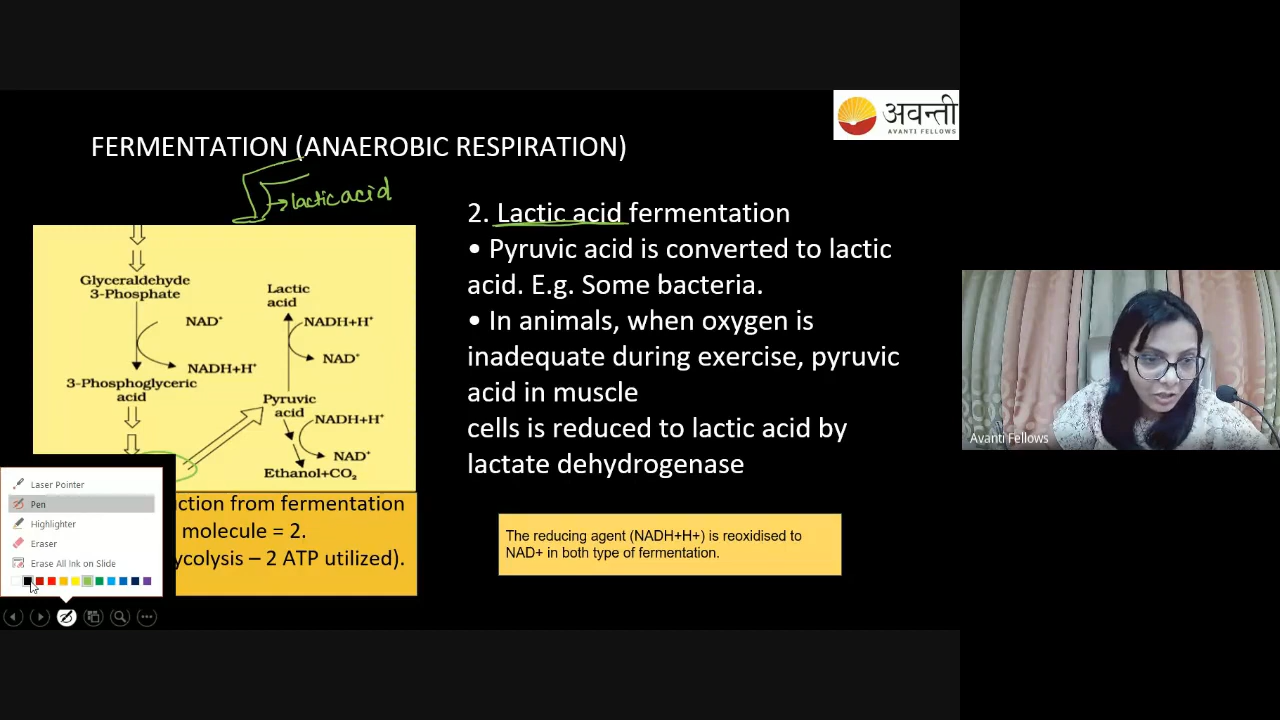 अवन्ती
AVANTI FELLOWS
FERMENTATION (ANAEROBIC RESPIRATION)
→lactic acid
2. Lactic acid fermentation
• Pyruvic acid is converted to lactic
acid. E.g. Some bacteria.
• In animals, when oxygen is
inadequate during exercise, pyruvic
acid in muscle
cells is reduced to lactic acid by
lactate dehydrogenase
The reducing agent (NADH+H+) is reoxidised to
NAD+ in both type of fermentation.
Glyceraldehyde
3-Phosphate
NAD⁺
NADH+H⁺
3-Phosphoglyceric
acid
Lactic
acid
NADH+H⁺
NAD⁺
Pyruvic
acid
NADH+H⁺
NAD⁺
Ethanol+CO₂
uction from fermentation
molecule = 2.
ycolysis – 2 ATP utilized).
Laser Pointer
Pen
Highlighter
Eraser
Erase All Ink on Slide
Avanti Fellows